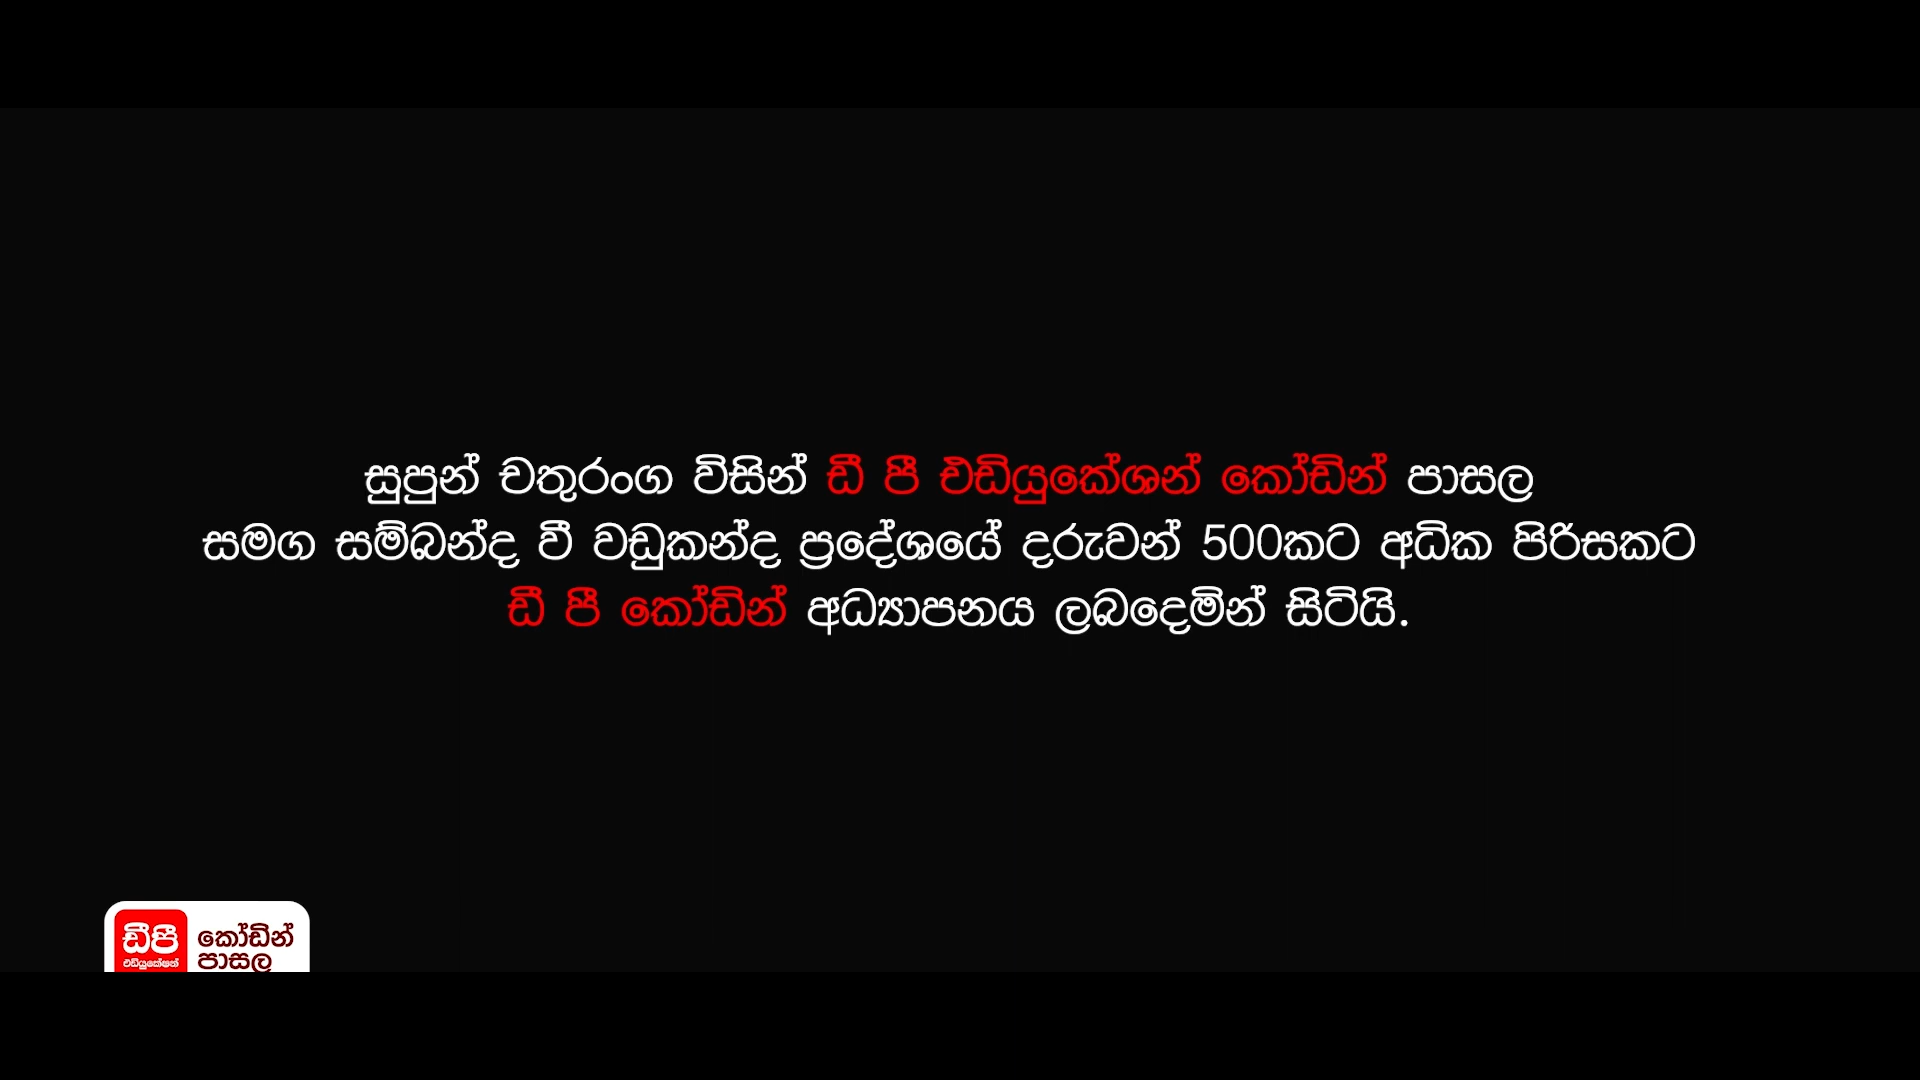 සුපුන් චතුරංග විසින් ඩී පී එඩියුකේශන් කෝඩින් පාසල
සමග සම්බන්ද වී වඩුකන්ද ප්‍රදේශයේ දරුවන් 500කට අධික පිරිසකට
ඩී පී කෝඩින් අධ්‍යාපනය ලබදෙමින් සිටියි.
ඩීපී
එඩියුකේෂන්
කෝඩින්
පාසල